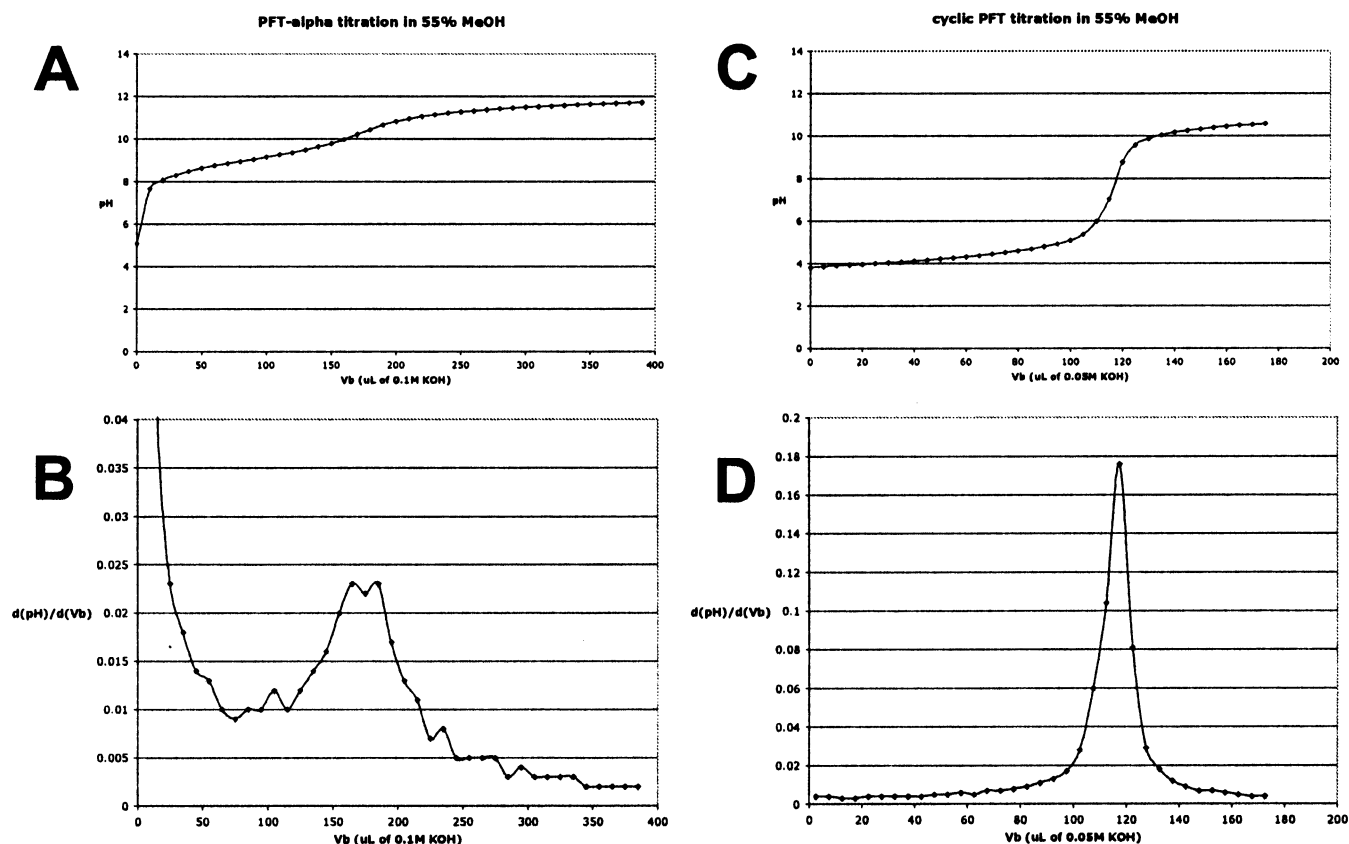 PFT-alpha titration in 55% MeOH
A
14
12
10
8
6
4
2
0
pH
0 50 100 150 200 250 300 350 400
Vb (uL of 0.1M KOH)
B
0.04
0.035
0.03
0.025
0.02
0.015
0.01
0.005
0
d(pH)/d(Vb)
0 50 100 150 200 250 300 350 400
Vb (uL of 0.1M KOH)
cyclic PFT titration in 55% MeOH
C
14
12
10
8
6
4
2
0
pH
0 20 40 60 80 100 120 140 160 180 200
Vb (uL of 0.05M KOH)
D
0.2
0.18
0.16
0.14
0.12
0.1
0.08
0.06
0.04
0.02
0
d(pH)/d(Vb)
0 20 40 60 80 100 120 140 160 180 200
Vb (uL of 0.05M KOH)